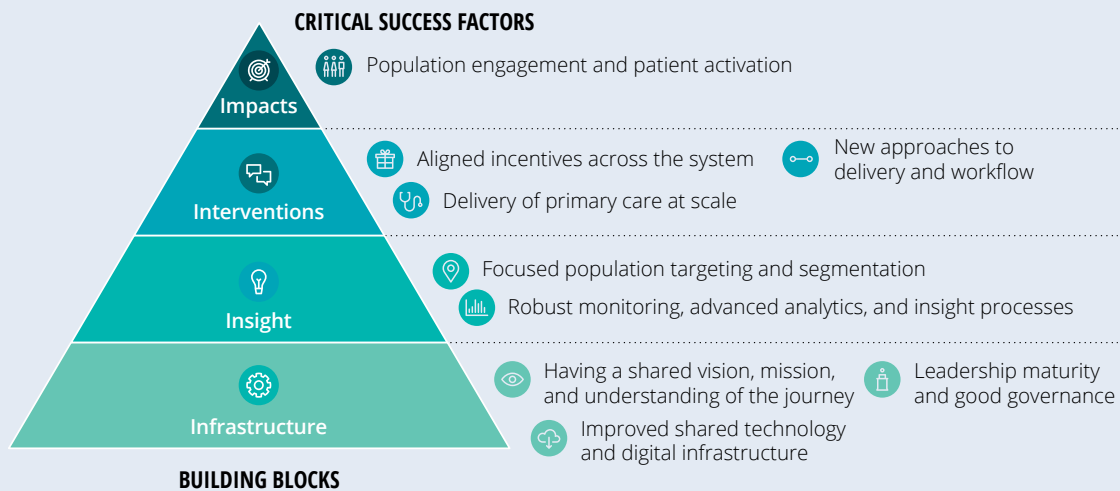 CRITICAL SUCCESS FACTORS
Impacts
Population engagement and patient activation
Interventions
Aligned incentives across the system
New approaches to
delivery and workflow
Delivery of primary care at scale
Insight
Focused population targeting and segmentation
Robust monitoring, advanced analytics, and insight processes
Infrastructure
Having a shared vision, mission,
and understanding of the journey
Leadership maturity
and good governance
Improved shared technology
and digital infrastructure
BUILDING BLOCKS